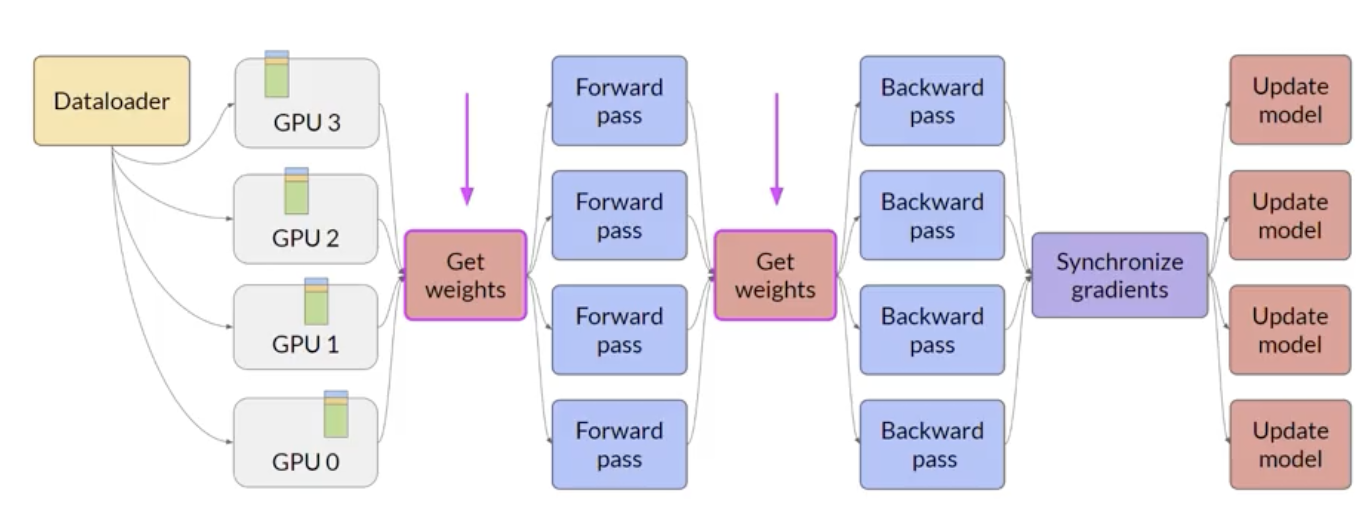 Dataloader
GPU 3
GPU 2
GPU 1
GPU 0
Get
weights
Forward
pass
Forward
pass
Forward
pass
Forward
pass
Get
weights
Backward
pass
Backward
pass
Backward
pass
Backward
pass
Synchronize
gradients
Update
model
Update
model
Update
model
Update
model